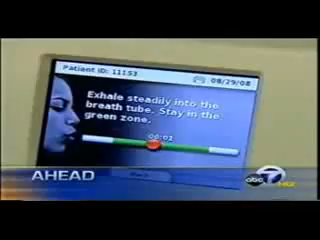 Patient ID: 11153
08/29/08
Exhale steadily into the
breath tube. Stay in the
green zone.
00:01
AHEAD
abc 7 HD